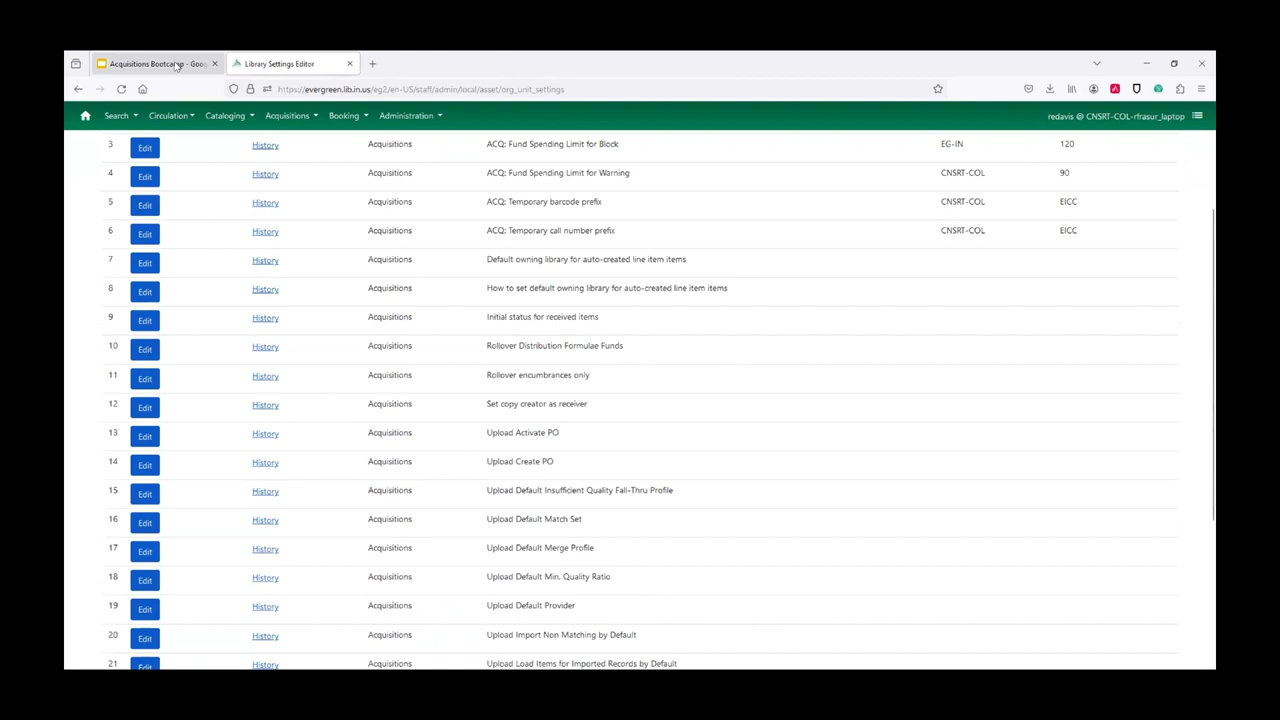 Acquisitions Bootcamp - Goog
Library Settings Editor
https://evergreen.lib.in.us/eg2/en-US/staff/admin/local/asset/org_unit_settings
Search Circulation Cataloging Acquisitions Booking Administration redavis @ CNSRT-COL-rfrasur_laptop
3 Edit History Acquisitions ACQ: Fund Spending Limit for Block EG-IN 120
4 Edit History Acquisitions ACQ: Fund Spending Limit for Warning CNSRT-COL 90
5 Edit History Acquisitions ACQ: Temporary barcode prefix CNSRT-COL EICC
6 Edit History Acquisitions ACQ: Temporary call number prefix CNSRT-COL EICC
7 Edit History Acquisitions Default owning library for auto-created line item items
8 Edit History Acquisitions How to set default owning library for auto-created line item items
9 Edit History Acquisitions Initial status for received items
10 Edit History Acquisitions Rollover Distribution Formulae Funds
11 Edit History Acquisitions Rollover encumbrances only
12 Edit History Acquisitions Set copy creator as receiver
13 Edit History Acquisitions Upload Activate PO
14 Edit History Acquisitions Upload Create PO
15 Edit History Acquisitions Upload Default Insufficient Quality Fall-Thru Profile
16 Edit History Acquisitions Upload Default Match Set
17 Edit History Acquisitions Upload Default Merge Profile
18 Edit History Acquisitions Upload Default Min. Quality Ratio
19 Edit History Acquisitions Upload Default Provider
20 Edit History Acquisitions Upload Import Non Matching by Default
21 Edit History Acquisitions Upload Load Items for Imported Records by Default